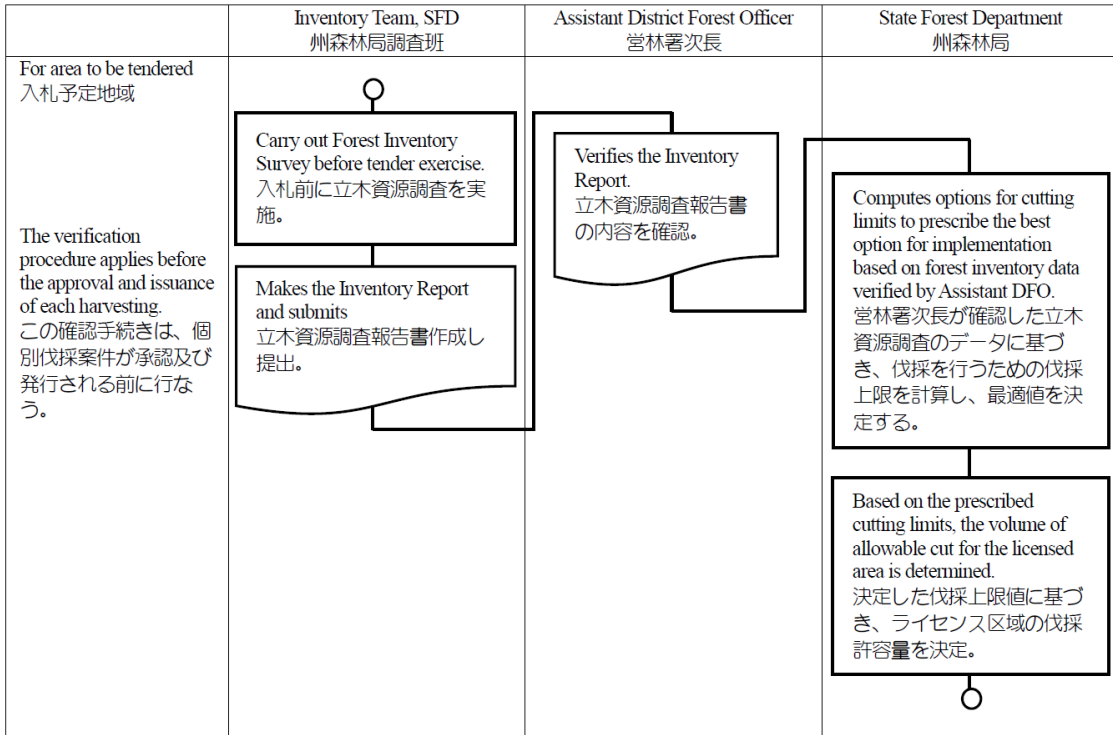 Inventory Team, SFD
州森林局調査班
Assistant District Forest Officer
営林署次長
State Forest Department
州森林局
For area to be tendered
入札予定地域
The verification
procedure applies before
the approval and issuance
of each harvesting.
この確認手続きは、個
別伐採案件が承認及び
発行される前に行な
う。
Carry out Forest Inventory
Survey before tender exercise.
入札前に立木資源調査を実
施。
Makes the Inventory Report
and submits
立木資源調査報告書作成し
提出。
Verifies the Inventory
Report.
立木資源調査報告書
の内容を確認。
Computes options for cutting
limits to prescribe the best
option for implementation
based on forest inventory data
verified by Assistant DFO.
営林署次長が確認した立木
資源調査のデータに基づ
き、伐採を行うための伐採
上限を計算し、最適値を決
定する。
Based on the prescribed
cutting limits, the volume of
allowable cut for the licensed
area is determined.
決定した伐採上限値に基づ
き、ライセンス区域の伐採
許容量を決定。